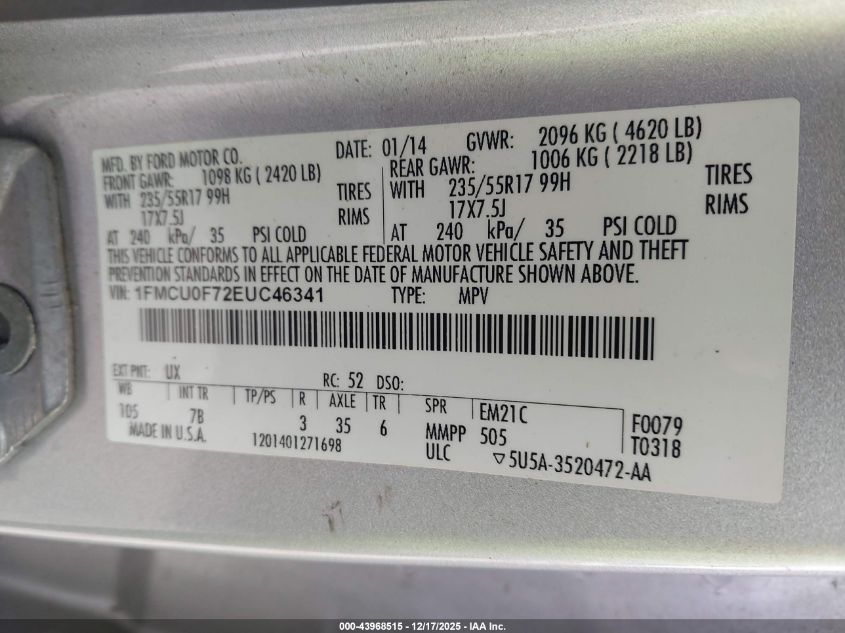 MFD. BY FORD MOTOR CO. DATE: 01/14 GVWR: 2096 KG ( 4620 LB)
FRONT GAWR: 1098 KG ( 2420 LB) REAR GAWR: 1006 KG ( 2218 LB)
WITH 235/55R17 99H TIRES WITH 235/55R17 99H TIRES
17X7.5J RIMS 17X7.5J RIMS
AT 240 kPa/ 35 PSI COLD AT 240 kPa/ 35 PSI COLD
THIS VEHICLE CONFORMS TO ALL APPLICABLE FEDERAL MOTOR VEHICLE SAFETY AND THEFT
PREVENTION STANDARDS IN EFFECT ON THE DATE OF MANUFACTURE SHOWN ABOVE.
VIN: 1FMCU0F72EUC46341 TYPE: MPV
EXT PNT: UX RC: 52 DSO:
WB INT TR TP/PS R AXLE TR SPR EM21C F0079
105 7B 3 35 6 MMPP 505 T0318
MADE IN U.S.A. 1201401271698 ULC ▽5U5A-3520472-AA
000-43968515 - 12/17/2025 - IAA Inc.